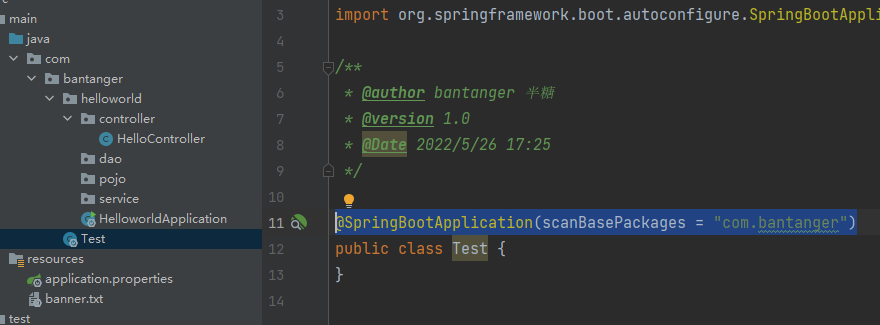 main
java
com
bantanger
helloworld
controller
HelloController
dao
pojo
service
HelloworldApplication
Test
resources
application.properties
banner.txt
test
3 import org.springframework.boot.autoconfigure.SpringBootAppl
4
5 /**
6 * @author bantanger 半糖
7 * @version 1.0
8 * @Date 2022/5/26 17:25
9 */
10
11 @SpringBootApplication(scanBasePackages = "com.bantanger")
12 public class Test {
13 }
14